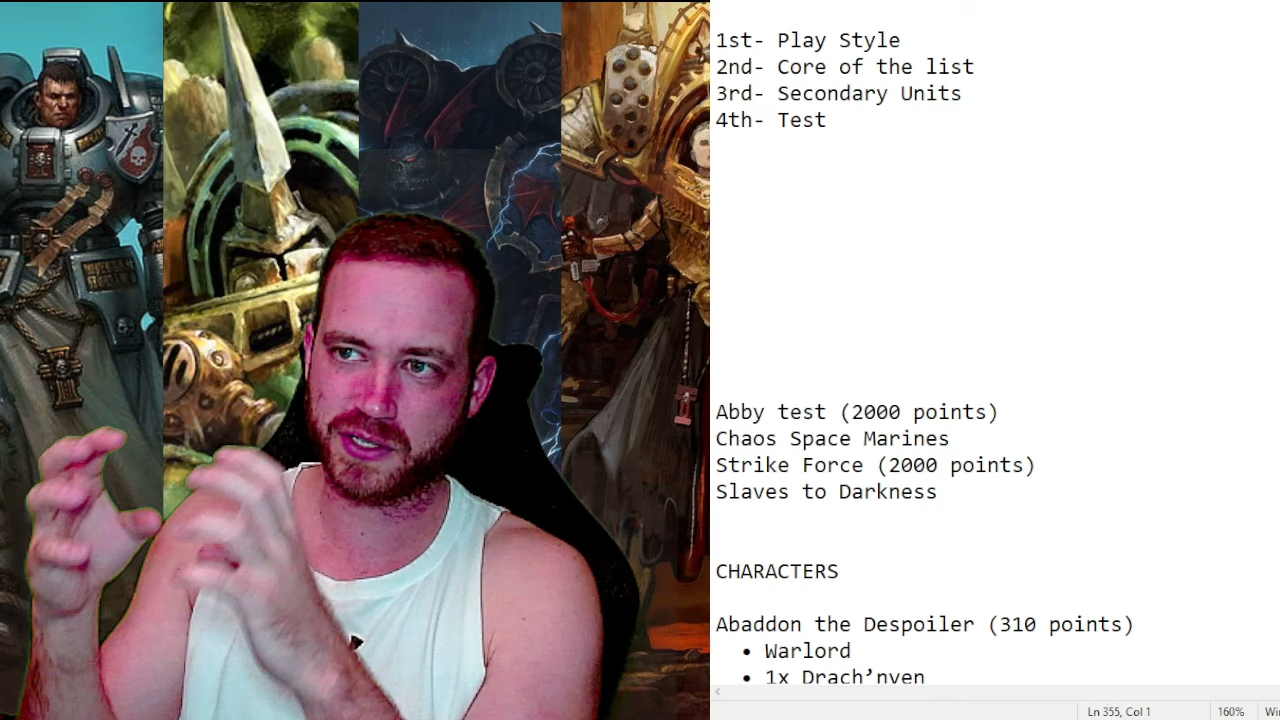 1st- Play Style
2nd- Core of the list
3rd- Secondary Units
4th- Test
Abby test (2000 points)
Chaos Space Marines
Strike Force (2000 points)
Slaves to Darkness
CHARACTERS
Abaddon the Despoiler (310 points)
• Warlord
• 1x Drach’nyen
Ln 355, Col 1
160%